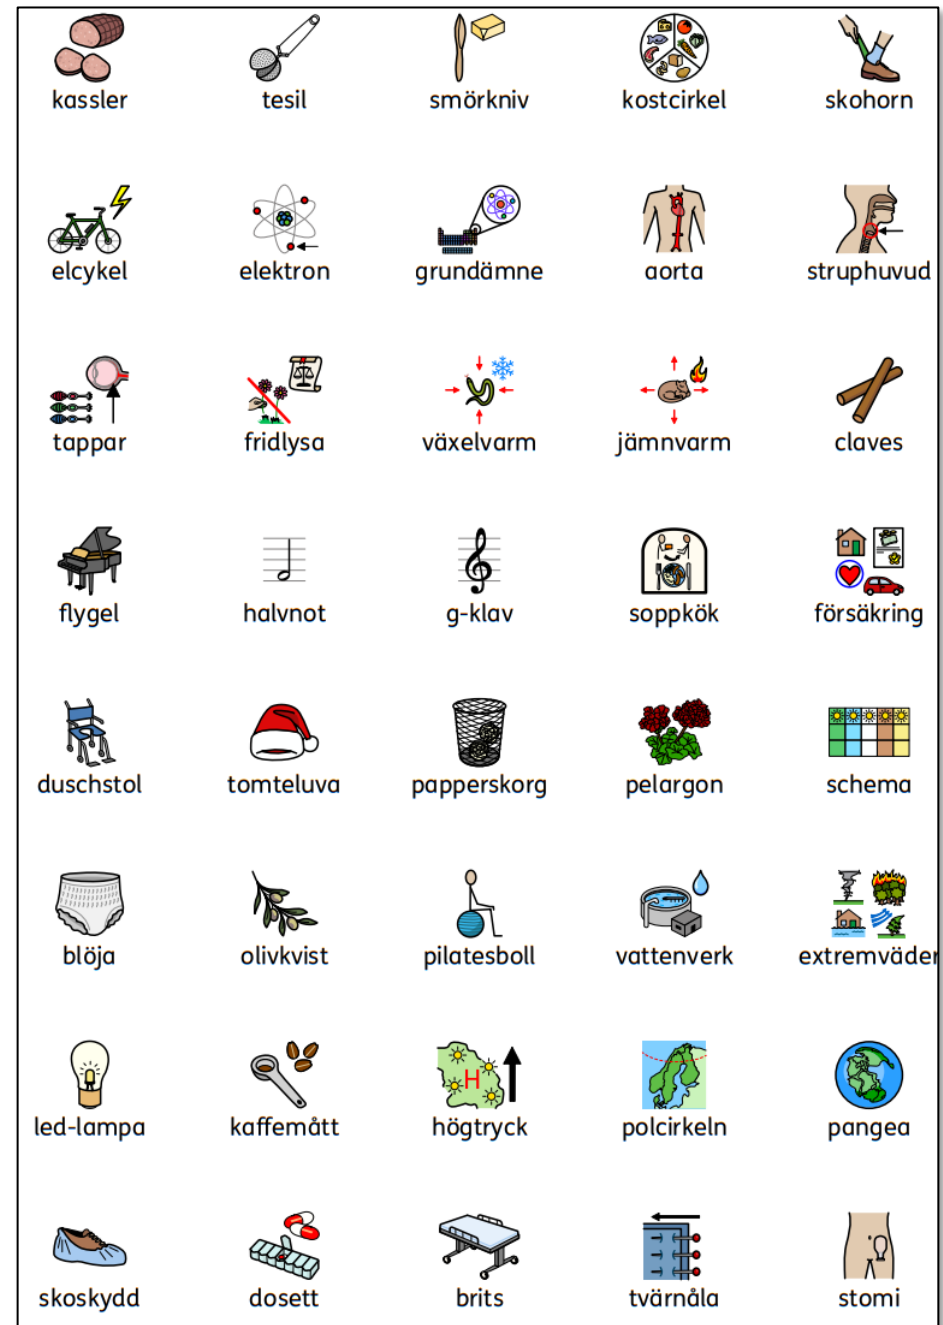 kassler tesil smörkniv kostcirkel skohorn
elcykel elektron grundämne aorta struphuvud
tappar fridlysa växelvarm jämnvarm claves
flygel halvnot g-klav soppkök försäkring
duschstol tomteluva papperskorg pelargon schema
blöja olivkvist pilatesboll vattenverk extremväder
H
led-lampa kaffemått högtryck polcirkeln pangea
skoskydd dosett brits tvärnåla stomi